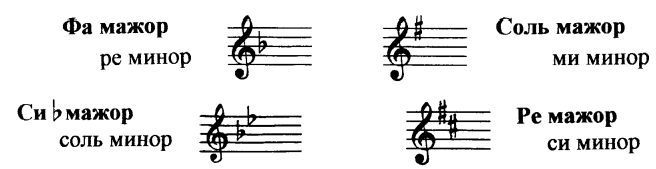 Фа мажор
ре минор
Соль мажор
ми минор
Си ♭ мажор
соль минор
Ре мажор
си минор